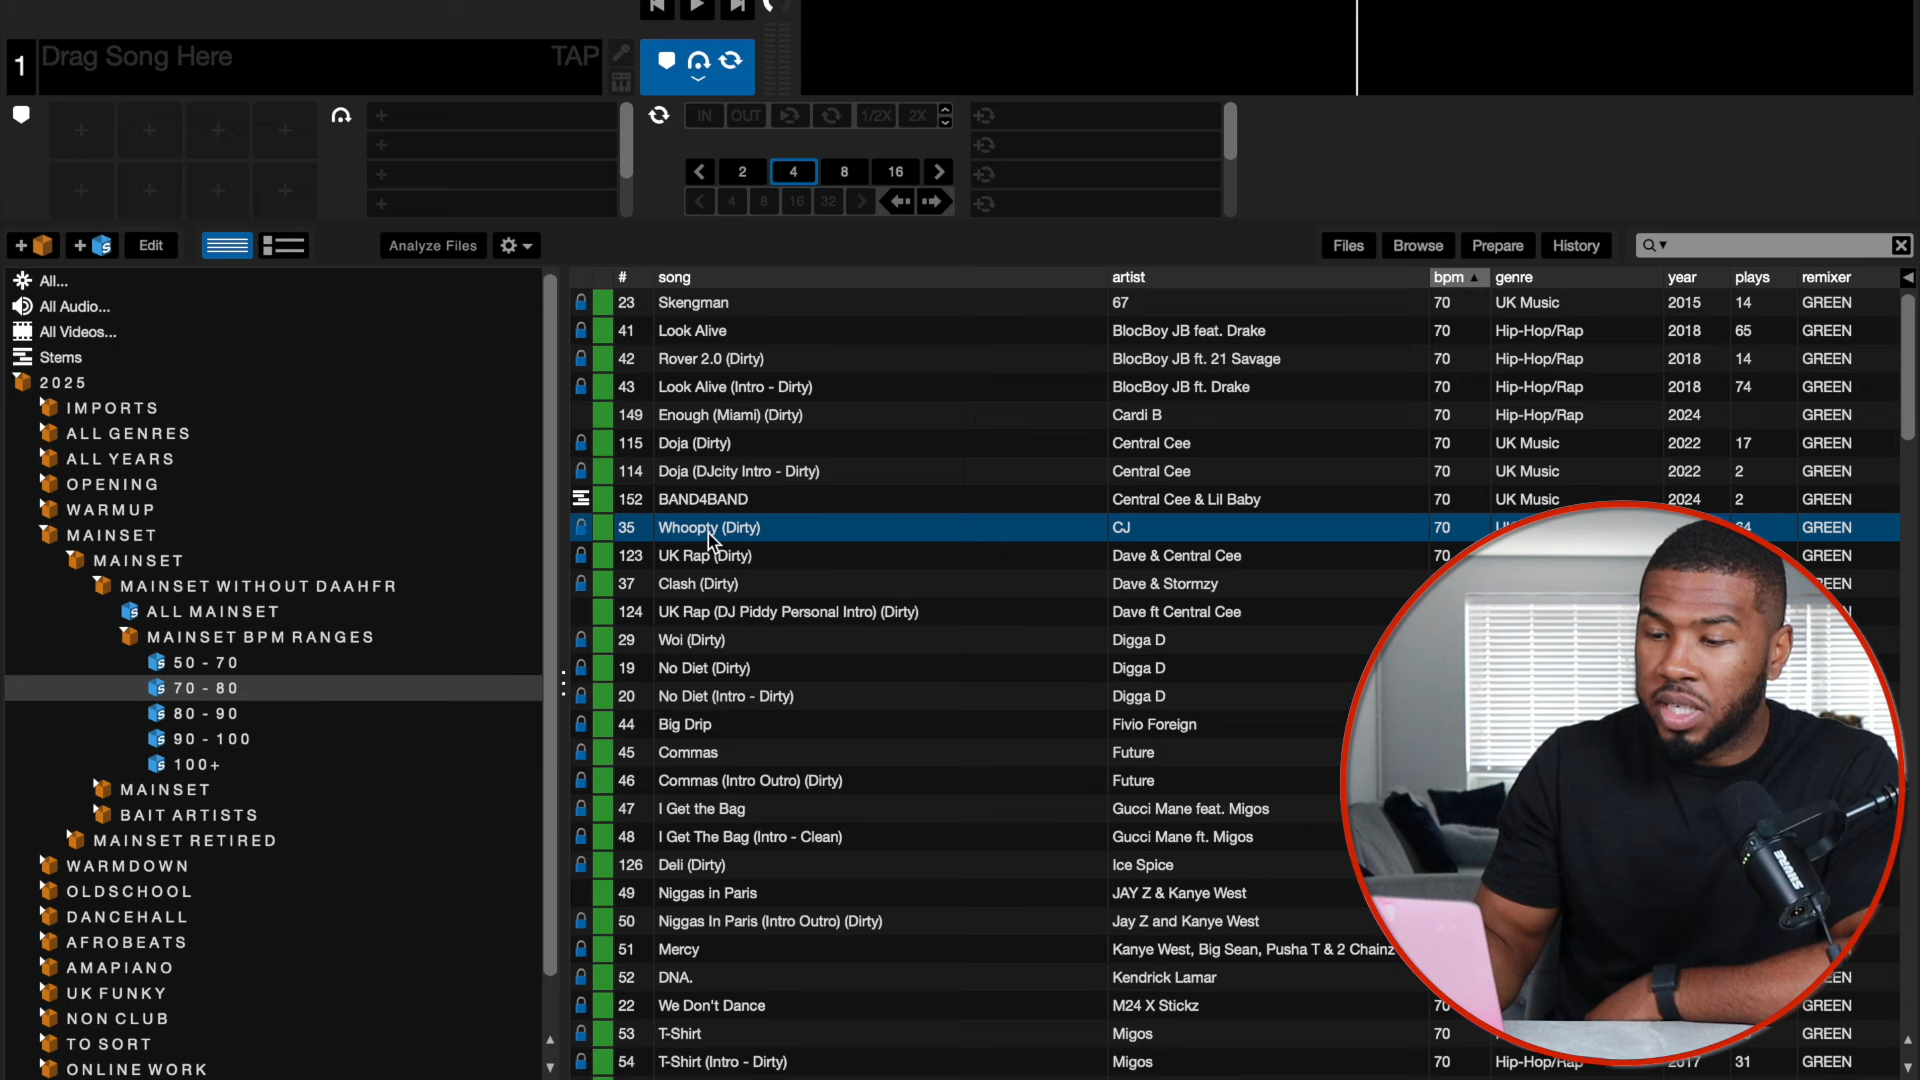 1 Drag Song Here TAP
IN OUT 1/2X 2X
2 4 8 16
4 8 16 32
Edit Analyze Files Files Browse Prepare History
# song artist bpm genre year plays remixer
All...
All Audio...
All Videos...
Stems
2025
IMPORTS
ALL GENRES
ALL YEARS
OPENING
WARMUP
MAINSET
MAINSET
MAINSET WITHOUT DAAHFR
ALL MAINSET
MAINSET BPM RANGES
50 - 70
70 - 80
80 - 90
90 - 100
100+
MAINSET
BAIT ARTISTS
MAINSET RETIRED
WARMDOWN
OLDSCHOOL
DANCEHALL
AFROBEATS
AMAPIANO
UK FUNKY
NON CLUB
TO SORT
ONLINE WORK
23 Skengman 67 70 UK Music 2015 14 GREEN
41 Look Alive BlocBoy JB feat. Drake 70 Hip-Hop/Rap 2018 65 GREEN
42 Rover 2.0 (Dirty) BlocBoy JB ft. 21 Savage 70 Hip-Hop/Rap 2018 14 GREEN
43 Look Alive (Intro - Dirty) BlocBoy JB ft. Drake 70 Hip-Hop/Rap 2018 74 GREEN
149 Enough (Miami) (Dirty) Cardi B 70 Hip-Hop/Rap 2024 GREEN
115 Doja (Dirty) Central Cee 70 UK Music 2022 17 GREEN
114 Doja (DJcity Intro - Dirty) Central Cee 70 UK Music 2022 2 GREEN
152 BAND4BAND Central Cee & Lil Baby 70 UK Music 2024 2 GREEN
35 Whoopty (Dirty) CJ 70 64 GREEN
123 UK Rap (Dirty) Dave & Central Cee 70 GREEN
37 Clash (Dirty) Dave & Stormzy
124 UK Rap (DJ Piddy Personal Intro) (Dirty) Dave ft Central Cee
29 Woi (Dirty) Digga D
19 No Diet (Dirty) Digga D
20 No Diet (Intro - Dirty) Digga D
44 Big Drip Fivio Foreign
45 Commas Future
46 Commas (Intro Outro) (Dirty) Future
47 I Get the Bag Gucci Mane feat. Migos
48 I Get The Bag (Intro - Clean) Gucci Mane ft. Migos
126 Deli (Dirty) Ice Spice
49 Niggas in Paris JAY Z & Kanye West
50 Niggas In Paris (Intro Outro) (Dirty) Jay Z and Kanye West
51 Mercy Kanye West, Big Sean, Pusha T & 2 Chainz
52 DNA. Kendrick Lamar
22 We Don't Dance M24 X Stickz 70 GREEN
53 T-Shirt Migos 70 GREEN
54 T-Shirt (Intro - Dirty) Migos 70 Hip-Hop/Rap 2017 31 GREEN
SHURE